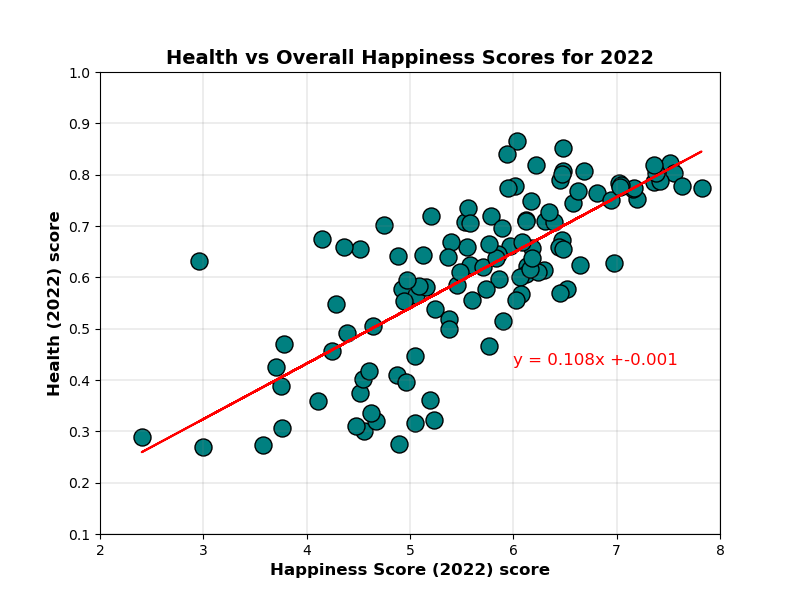 Health vs Overall Happiness Scores for 2022
1.0
0.9
0.8
0.7
0.6
0.5
0.4
0.3
0.2
0.1
Health (2022) score
y = 0.108x +-0.001
2 3 4 5 6 7 8
Happiness Score (2022) score